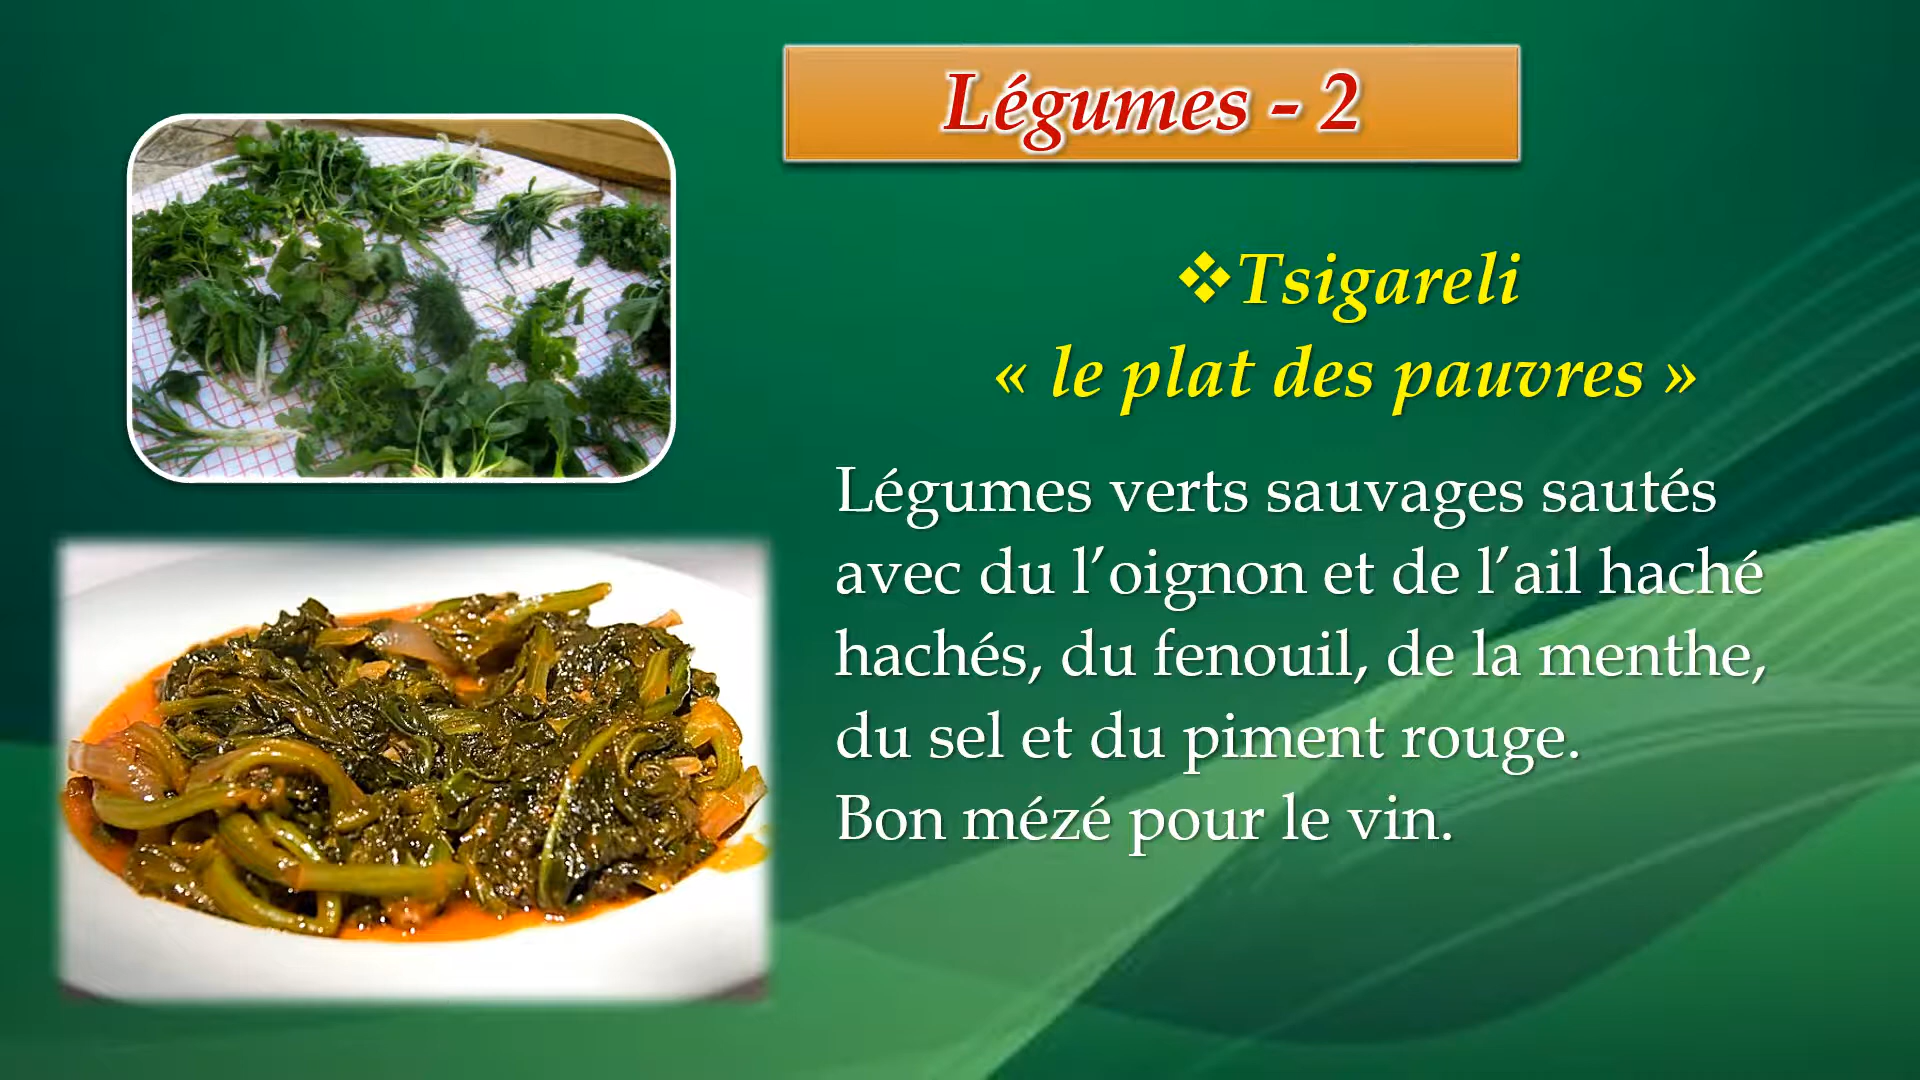 Légumes - 2
❖Tsigareli
« le plat des pauvres »
Légumes verts sauvages sautés
avec du l’oignon et de l’ail haché
hachés, du fenouil, de la menthe,
du sel et du piment rouge.
Bon mézé pour le vin.